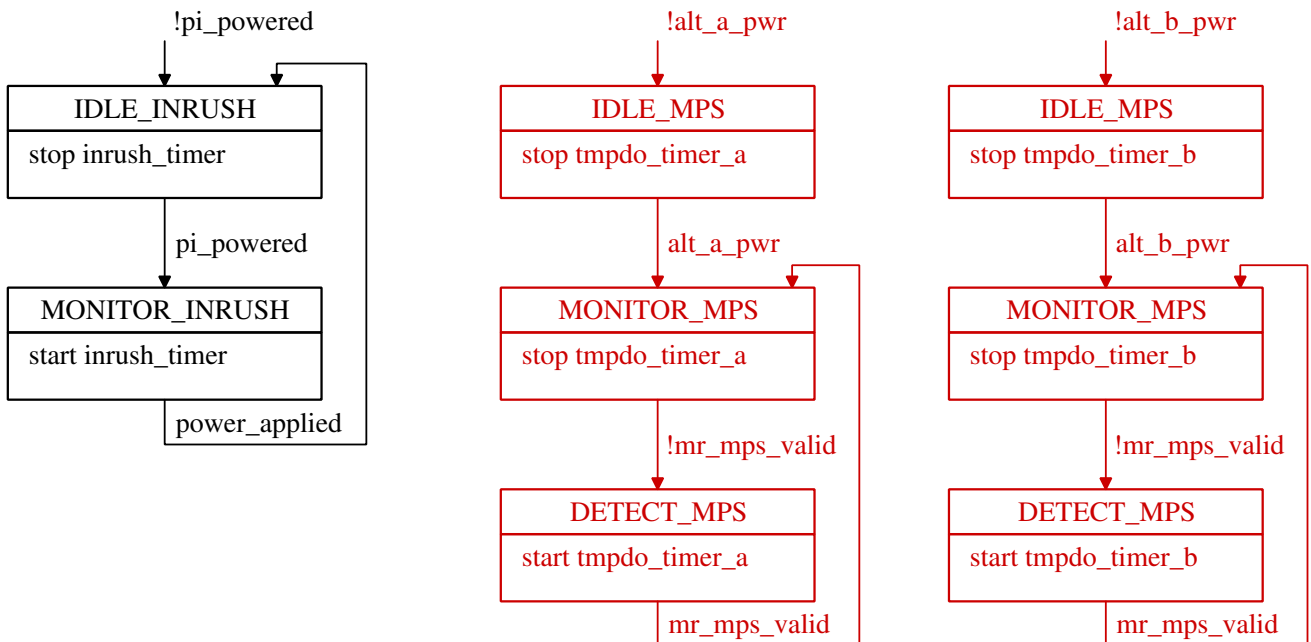 !pi_powered
IDLE_INRUSH
stop inrush_timer
pi_powered
MONITOR_INRUSH
start inrush_timer
power_applied
!alt_a_pwr
IDLE_MPS
stop tmpdo_timer_a
alt_a_pwr
MONITOR_MPS
stop tmpdo_timer_a
!mr_mps_valid
DETECT_MPS
start tmpdo_timer_a
mr_mps_valid
!alt_b_pwr
IDLE_MPS
stop tmpdo_timer_b
alt_b_pwr
MONITOR_MPS
stop tmpdo_timer_b
!mr_mps_valid
DETECT_MPS
start tmpdo_timer_b
mr_mps_valid